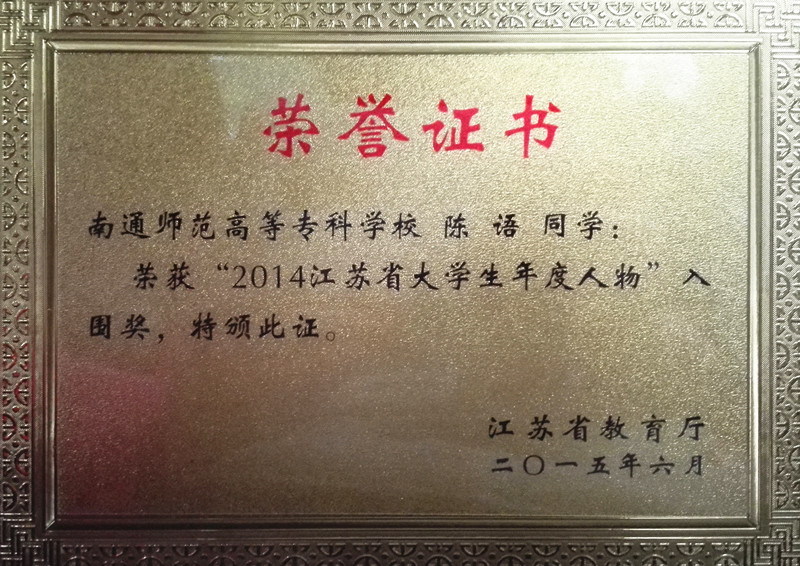 荣誉证书
南通师范高等专科学校 陈 语 同学：
荣获“2014江苏省大学生年度人物”入
围奖，特颁此证。
江苏省教育厅
二〇一五年六月